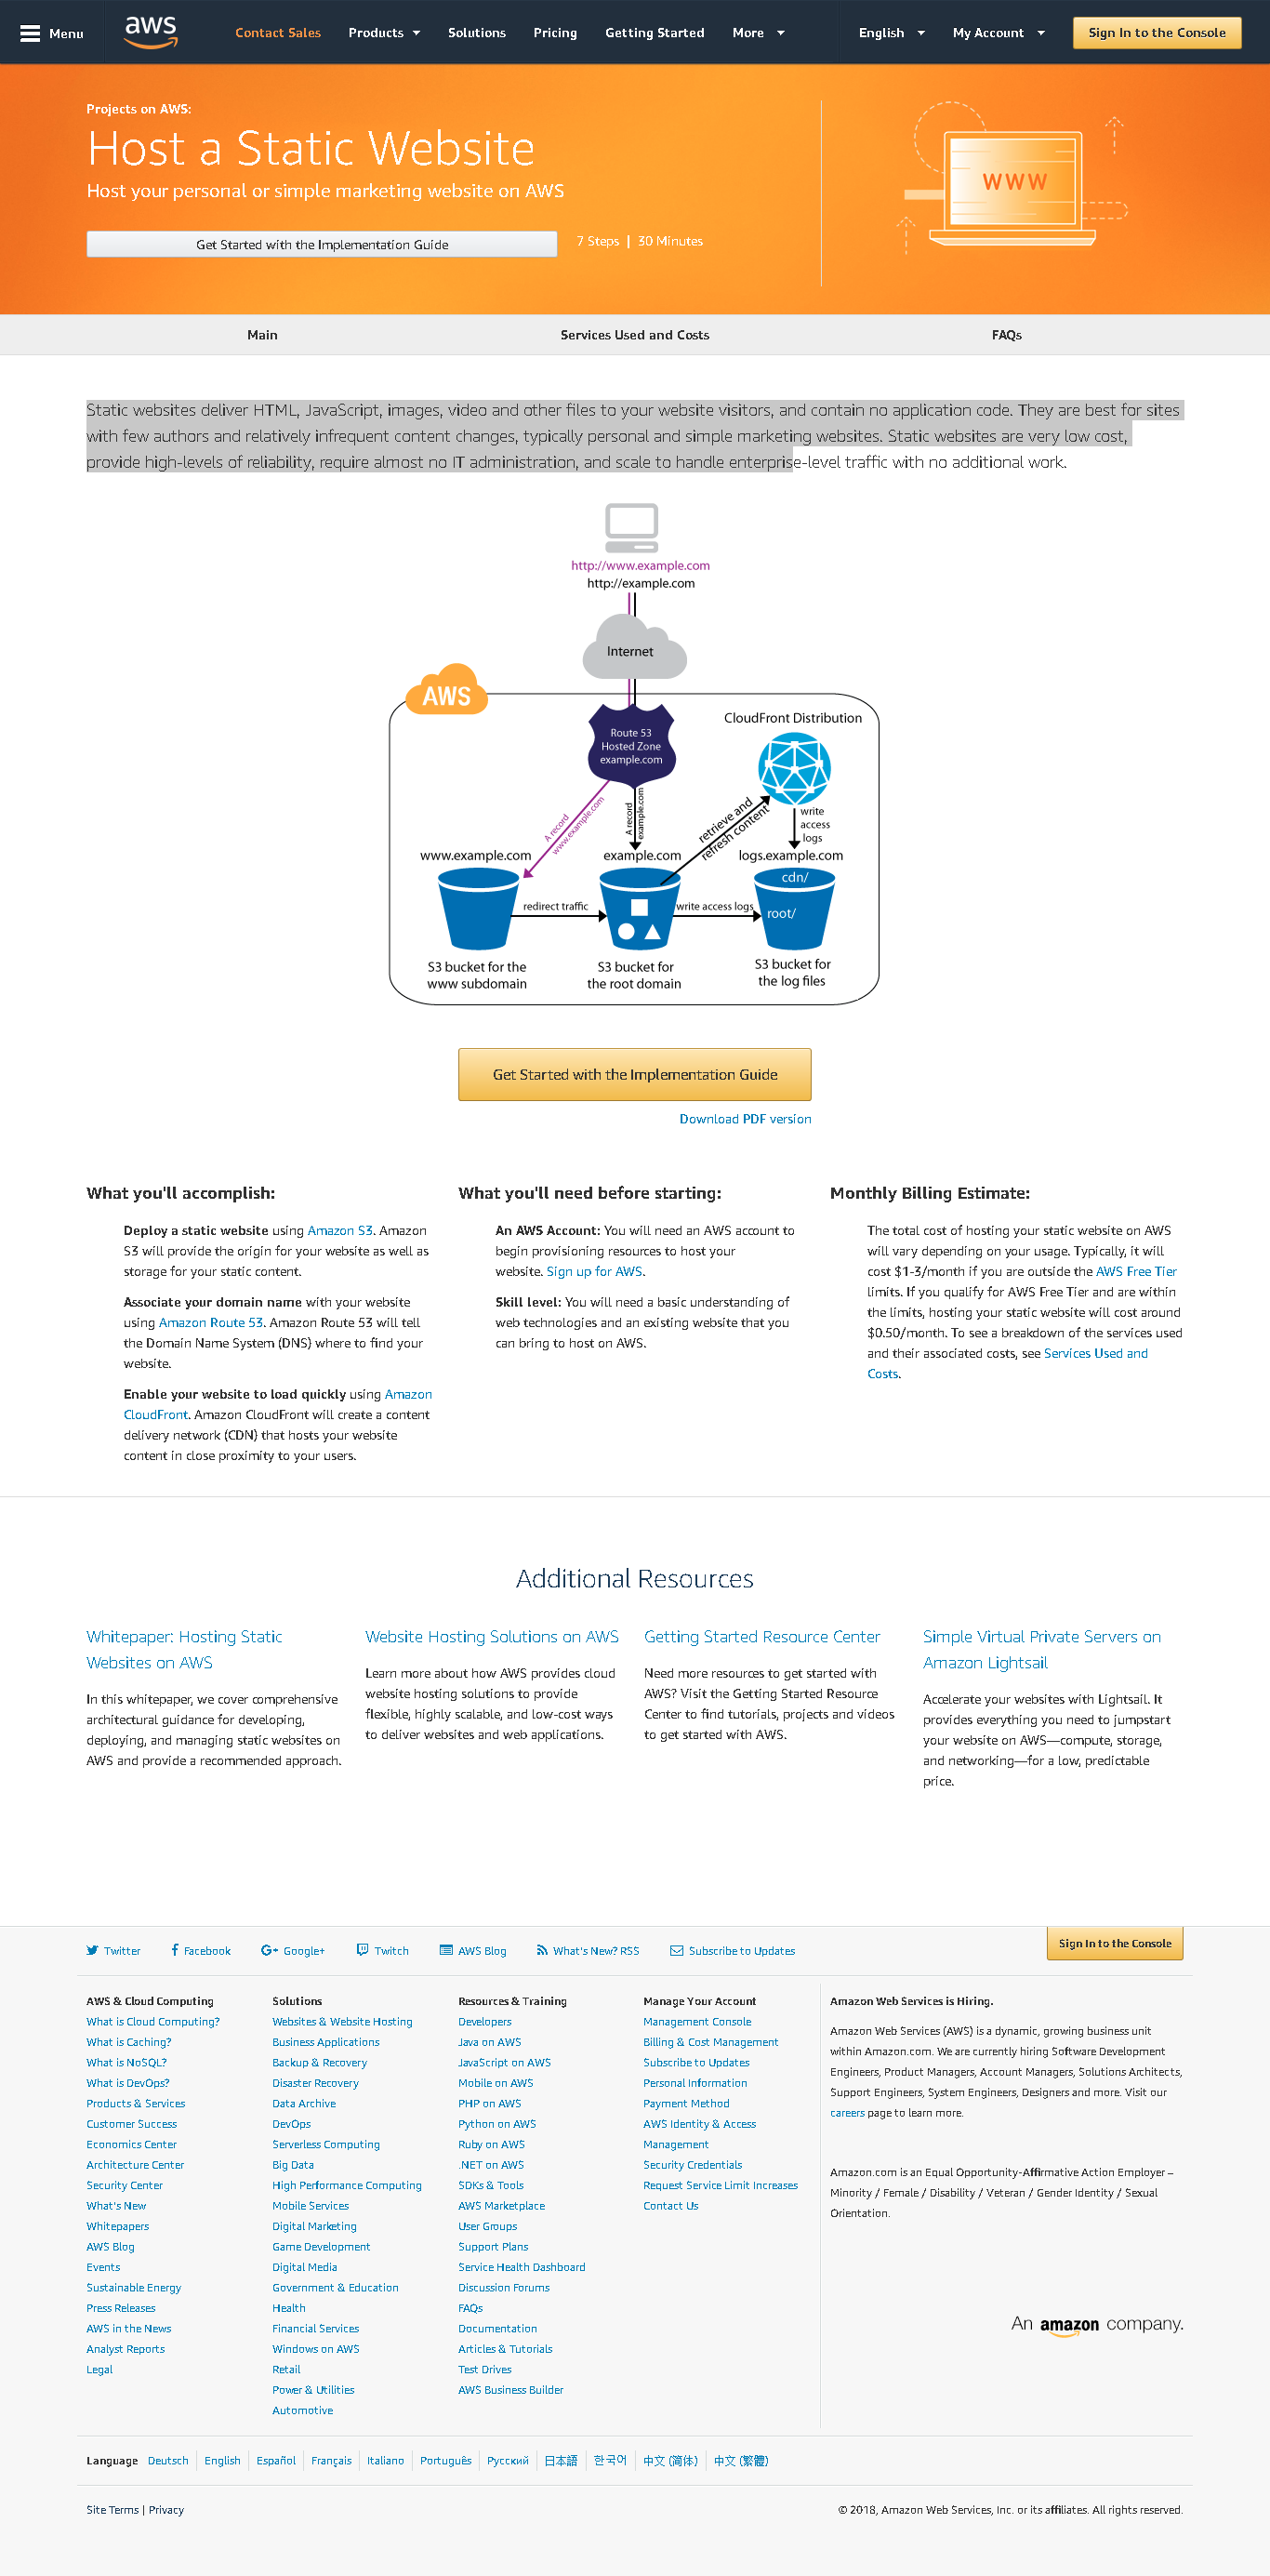 Menu
aws
Contact Sales
Products
Solutions
Pricing
Getting Started
More
English
My Account
Sign In to the Console
Projects on AWS:
Host a Static Website
Host your personal or simple marketing website on AWS
Get Started with the Implementation Guide
7 Steps | 30 Minutes
WWW
Main
Services Used and Costs
FAQs
Static websites deliver HTML, JavaScript, images, video and other files to your website visitors, and contain no application code. They are best for sites
with few authors and relatively infrequent content changes, typically personal and simple marketing websites. Static websites are very low cost,
provide high-levels of reliability, require almost no IT administration, and scale to handle enterprise-level traffic with no additional work.
http://www.example.com
http://example.com
Internet
AWS
Route 53
Hosted Zone
example.com
CloudFront Distribution
A record
www.example.com
A record
example.com
retrieve and
refresh content
write
access
logs
www.example.com
example.com
logs.example.com
cdn/
root/
redirect traffic
write access logs
S3 bucket for the
www subdomain
S3 bucket for
the root domain
S3 bucket for
the log files
Get Started with the Implementation Guide
Download PDF version
What you'll accomplish:
Deploy a static website using Amazon S3. Amazon
S3 will provide the origin for your website as well as
storage for your static content.
Associate your domain name with your website
using Amazon Route 53. Amazon Route 53 will tell
the Domain Name System (DNS) where to find your
website.
Enable your website to load quickly using Amazon
CloudFront. Amazon CloudFront will create a content
delivery network (CDN) that hosts your website
content in close proximity to your users.
What you'll need before starting:
An AWS Account: You will need an AWS account to
begin provisioning resources to host your
website. Sign up for AWS.
Skill level: You will need a basic understanding of
web technologies and an existing website that you
can bring to host on AWS.
Monthly Billing Estimate:
The total cost of hosting your static website on AWS
will vary depending on your usage. Typically, it will
cost $1-3/month if you are outside the AWS Free Tier
limits. If you qualify for AWS Free Tier and are within
the limits, hosting your static website will cost around
$0.50/month. To see a breakdown of the services used
and their associated costs, see Services Used and
Costs.
Additional Resources
Whitepaper: Hosting Static
Websites on AWS
In this whitepaper, we cover comprehensive
architectural guidance for developing,
deploying, and managing static websites on
AWS and provide a recommended approach.
Website Hosting Solutions on AWS
Learn more about how AWS provides cloud
website hosting solutions to provide
flexible, highly scalable, and low-cost ways
to deliver websites and web applications.
Getting Started Resource Center
Need more resources to get started with
AWS? Visit the Getting Started Resource
Center to find tutorials, projects and videos
to get started with AWS.
Simple Virtual Private Servers on
Amazon Lightsail
Accelerate your websites with Lightsail. It
provides everything you need to jumpstart
your website on AWS—compute, storage,
and networking—for a low, predictable
price.
Twitter
Facebook
Google+
Twitch
AWS Blog
What's New? RSS
Subscribe to Updates
Sign In to the Console
AWS & Cloud Computing
What is Cloud Computing?
What is Caching?
What is NoSQL?
What is DevOps?
Products & Services
Customer Success
Economics Center
Architecture Center
Security Center
What's New
Whitepapers
AWS Blog
Events
Sustainable Energy
Press Releases
AWS in the News
Analyst Reports
Legal
Solutions
Websites & Website Hosting
Business Applications
Backup & Recovery
Disaster Recovery
Data Archive
DevOps
Serverless Computing
Big Data
High Performance Computing
Mobile Services
Digital Marketing
Game Development
Digital Media
Government & Education
Health
Financial Services
Windows on AWS
Retail
Power & Utilities
Automotive
Resources & Training
Developers
Java on AWS
JavaScript on AWS
Mobile on AWS
PHP on AWS
Python on AWS
Ruby on AWS
.NET on AWS
SDKs & Tools
AWS Marketplace
User Groups
Support Plans
Service Health Dashboard
Discussion Forums
FAQs
Documentation
Articles & Tutorials
Test Drives
AWS Business Builder
Manage Your Account
Management Console
Billing & Cost Management
Subscribe to Updates
Personal Information
Payment Method
AWS Identity & Access
Management
Security Credentials
Request Service Limit Increases
Contact Us
Amazon Web Services is Hiring.
Amazon Web Services (AWS) is a dynamic, growing business unit
within Amazon.com. We are currently hiring Software Development
Engineers, Product Managers, Account Managers, Solutions Architects,
Support Engineers, System Engineers, Designers and more. Visit our
careers page to learn more.
Amazon.com is an Equal Opportunity-Affirmative Action Employer –
Minority / Female / Disability / Veteran / Gender Identity / Sexual
Orientation.
An amazon company.
Language Deutsch English Español Français Italiano Português Русский 日本語 한국어 中文 (简体) 中文 (繁體)
Site Terms | Privacy
© 2018, Amazon Web Services, Inc. or its affiliates. All rights reserved.